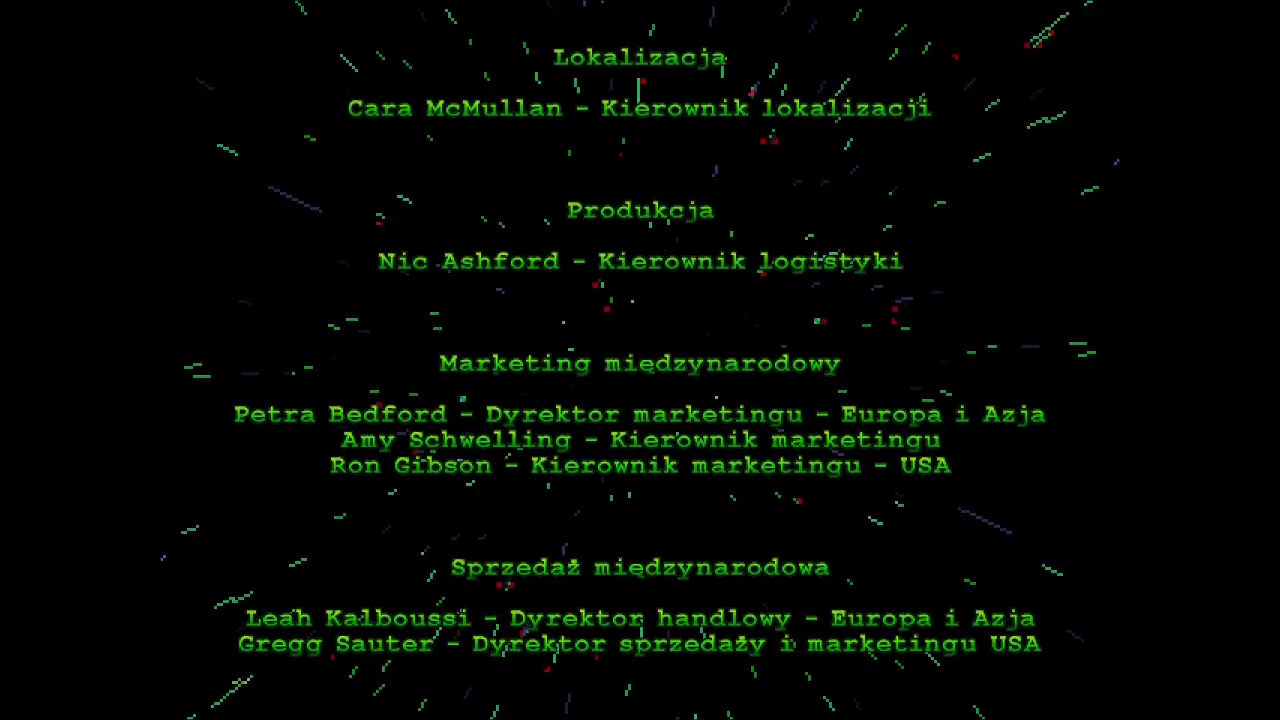 Lokalizacja
Cara McMullan - Kierownik lokalizacji
Produkcja
Nic Ashford - Kierownik logistyki
Marketing międzynarodowy
Petra Bedford - Dyrektor marketingu - Europa i Azja
Amy Schwelling - Kierownik marketingu
Ron Gibson - Kierownik marketingu - USA
Sprzedaż międzynarodowa
Leah Kalboussi - Dyrektor handlowy - Europa i Azja
Gregg Sauter - Dyrektor sprzedaży i marketingu USA